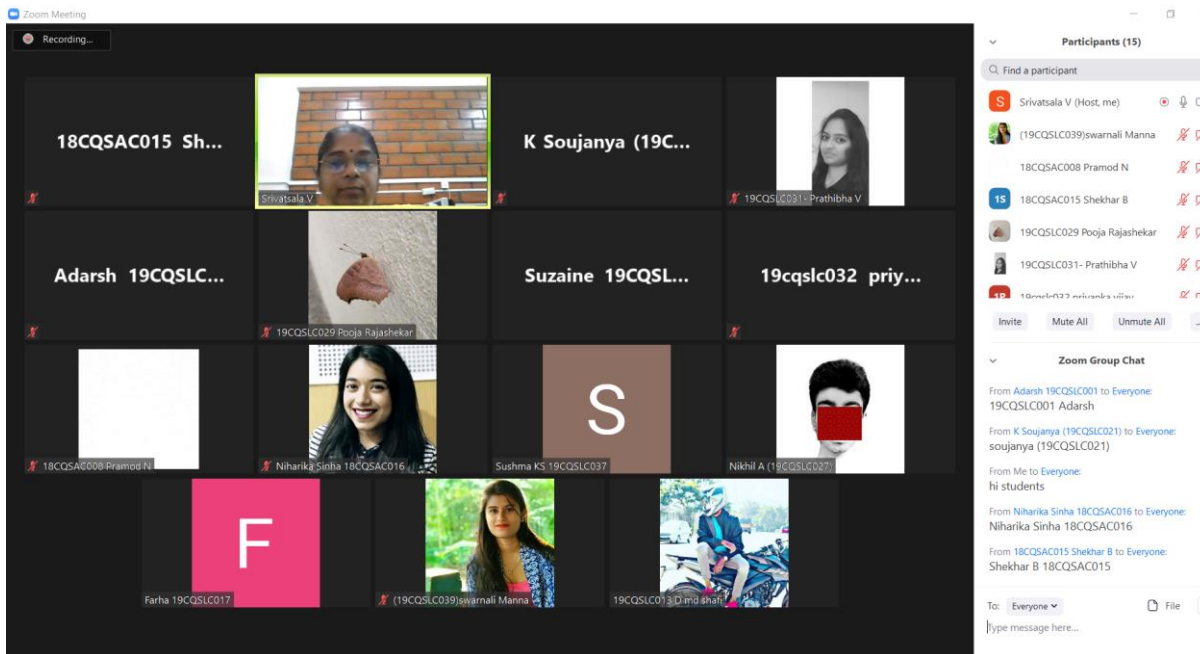 Zoom Meeting
Recording...
18CQSAC015 Sh...
Srivatsala V
K Soujanya (19C...
19CQSLC031- Prathibha V
Adarsh 19CQSLC...
19CQSLC029 Pooja Rajashekar
Suzaine 19CQSL...
19cqslc032 priy...
18CQSAC008 Pramod N
Niharika Sinha 18CQSAC016
S
Sushma KS 19CQSLC037
Nikhil A (19CQSLC027)
F
Farha 19CQSLC017
(19CQSLC039)swarnali Manna
19CQSLC013 D md shafi
Participants (15)
Find a participant
S Srivatsala V (Host, me)
(19CQSLC039)swarnali Manna
18CQSAC008 Pramod N
1S 18CQSAC015 Shekhar B
19CQSLC029 Pooja Rajashekar
19CQSLC031- Prathibha V
1P 19cqslc032 priyanka vijay
Invite Mute All Unmute All ...
Zoom Group Chat
From Adarsh 19CQSLC001 to Everyone:
19CQSLC001 Adarsh
From K Soujanya (19CQSLC021) to Everyone:
soujanya (19CQSLC021)
From Me to Everyone:
hi students
From Niharika Sinha 18CQSAC016 to Everyone:
Niharika Sinha 18CQSAC016
From 18CQSAC015 Shekhar B to Everyone:
Shekhar B 18CQSAC015
To: Everyone File
Type message here...